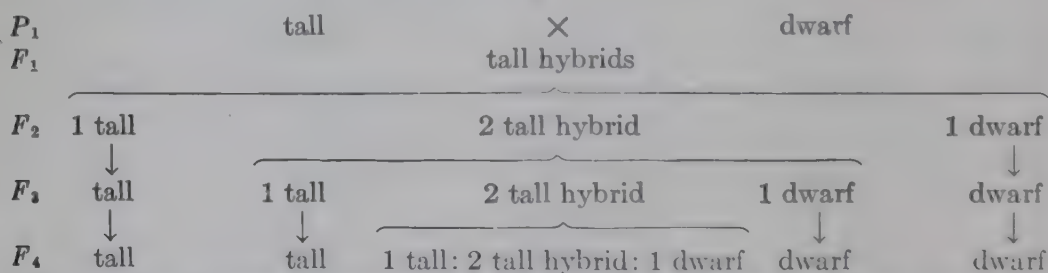 P₁ tall × dwarf
F₁ tall hybrids
F₂ 1 tall 2 tall hybrid 1 dwarf
F₃ tall 1 tall 2 tall hybrid 1 dwarf dwarf
F₄ tall tall 1 tall: 2 tall hybrid: 1 dwarf dwarf dwarf